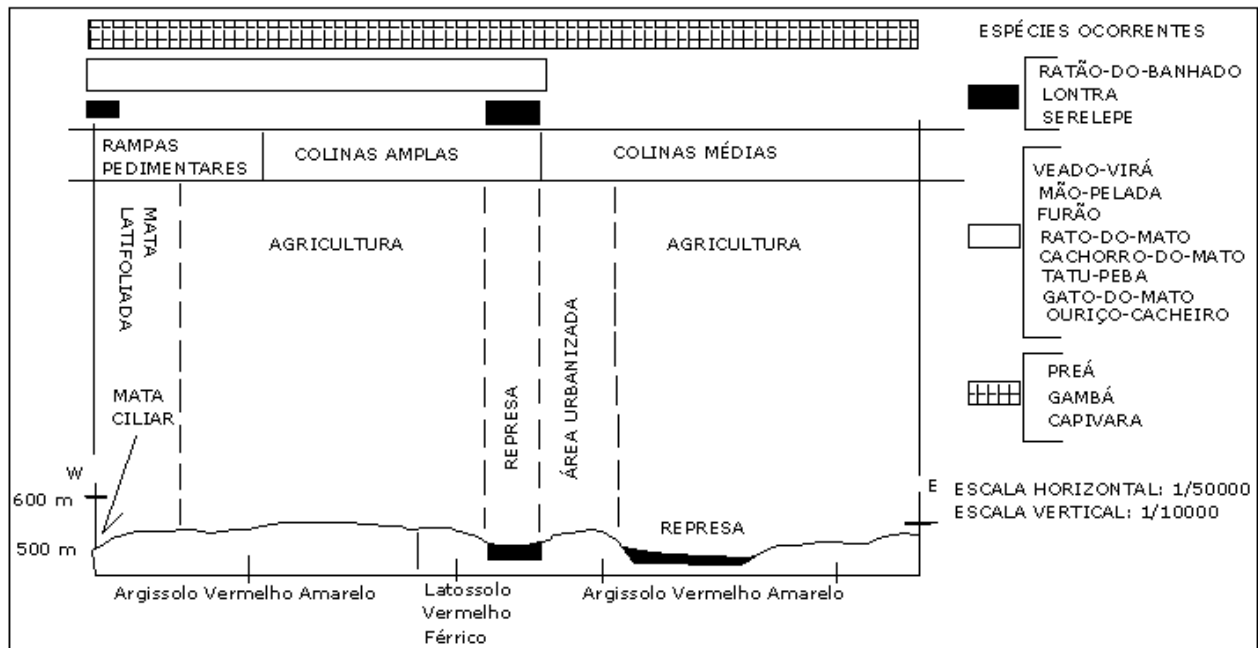 ESPÉCIES OCORRENTES
RATÃO-DO-BANHADO
LONTRA
SERELEPE
RAMPAS
PEDIMENTARES
COLINAS AMPLAS
COLINAS MÉDIAS
VEADO-VIRÁ
MÃO-PELADA
FURÃO
RATO-DO-MATO
CACHORRO-DO-MATO
TATU-PEBA
GATO-DO-MATO
OURIÇO-CACHEIRO
MATA
LATIFOLIADA
AGRICULTURA
REPRESA
ÁREA URBANIZADA
AGRICULTURA
PREÁ
GAMBÁ
CAPIVARA
MATA
CILIAR
W
600 m
500 m
REPRESA
E
ESCALA HORIZONTAL: 1/50000
ESCALA VERTICAL: 1/10000
Argissolo Vermelho Amarelo
Latossolo
Vermelho
Férrico
Argissolo Vermelho Amarelo